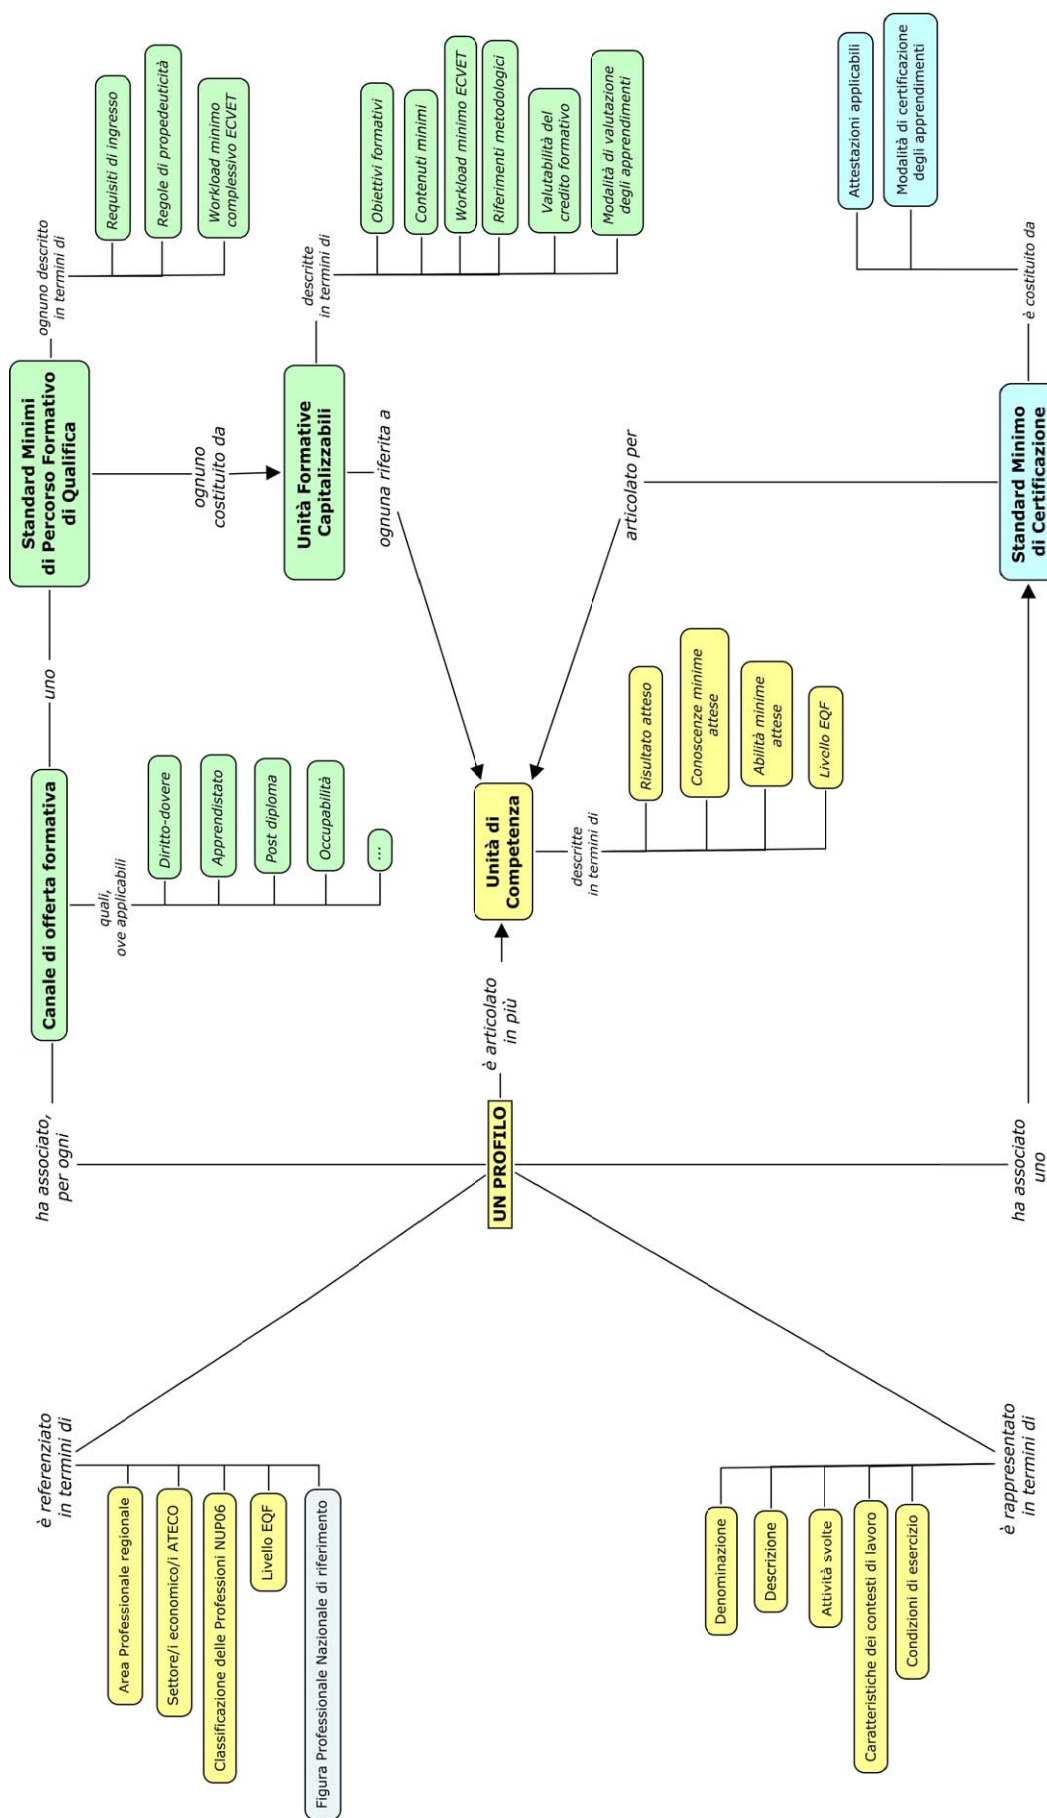 è referenziato
in termini di
Area Professionale regionale
Settore/i economico/i ATECO
Classificazione delle Professioni NUP06
Livello EQF
Figura Professionale Nazionale di riferimento
è rappresentato
in termini di
Denominazione
Descrizione
Attività svolte
Caratteristiche dei contesti di lavoro
Condizioni di esercizio
UN PROFILO
ha associato,
per ogni
Canale di offerta formativa
quali,
ove applicabili
Diritto-dovere
Apprendistato
Post diploma
Occupabilità
...
uno
Standard Minimi
di Percorso Formativo
di Qualifica
ognuno descritto
in termini di
Requisiti di ingresso
Regole di propedeuticità
Workload minimo
complessivo ECVET
ognuno
costituito da
Unità Formative
Capitalizzabili
descritte
in termini di
Obiettivi formativi
Contenuti minimi
Workload minimo ECVET
Riferimenti metodologici
Valutabilità del
credito formativo
Modalità di valutazione
degli apprendimenti
ognuna riferita a
è articolato
in più
Unità di
Competenza
descritte
in termini di
Risultato atteso
Conoscenze minime
attese
Abilità minime
attese
Livello EQF
articolato per
ha associato
uno
Standard Minimo
di Certificazione
è costituito da
Attestazioni applicabili
Modalità di certificazione
degli apprendimenti